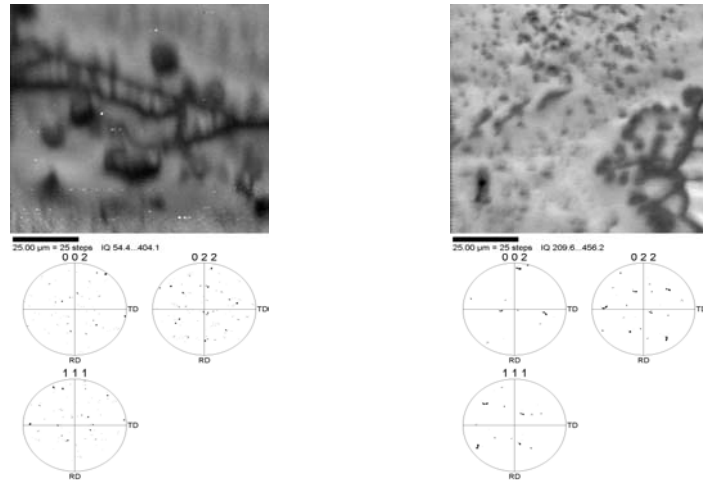 25.00 µm = 25 steps IQ 54.4...404.1
0 0 2
TD
RD
0 2 2
TD
RD
1 1 1
TD
RD
25.00 µm = 25 steps IQ 209.6...456.2
0 0 2
TD
RD
0 2 2
RD
1 1 1
TD
RD